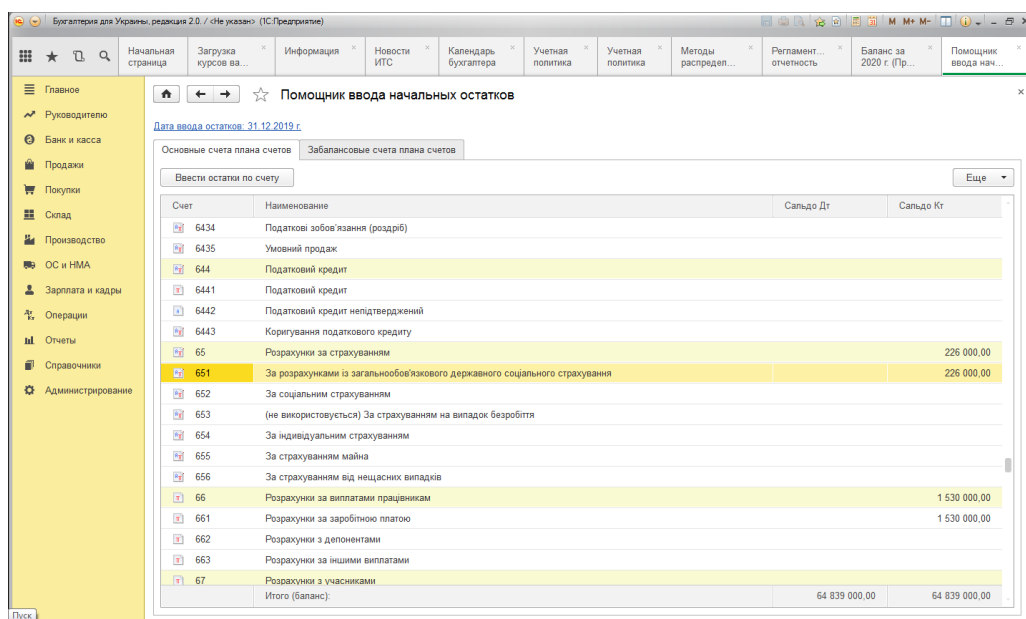 Бухгалтерия для Украины, редакция 2.0. / <Не указан> (1С:Предприятие)
M M+ M-
Начальная страница
Загрузка курсов ва...
Информация
Новости ИТС
Календарь бухгалтера
Учетная политика
Учетная политика
Методы распредел...
Регламент... отчетность
Баланс за 2020 г. (Пр...
Помощник ввода нач...
Главное
Руководителю
Банк и касса
Продажи
Покупки
Склад
Производство
ОС и НМА
Зарплата и кадры
Операции
Отчеты
Справочники
Администрирование
Помощник ввода начальных остатков
Дата ввода остатков: 31.12.2019 г.
Основные счета плана счетов Забалансовые счета плана счетов
Ввести остатки по счету Еще
Счет Наименование Сальдо Дт Сальдо Кт
6434 Податкові зобов'язання (роздріб)
6435 Умовний продаж
644 Податковий кредит
6441 Податковий кредит
6442 Податковий кредит непідтверджений
6443 Коригування податкового кредиту
65 Розрахунки за страхуванням 226 000,00
651 За розрахунками із загальнообов'язкового державного соціального страхування 226 000,00
652 За соціальним страхуванням
653 (не використовується) За страхуванням на випадок безробіття
654 За індивідуальним страхуванням
655 За страхуванням майна
656 За страхуванням від нещасних випадків
66 Розрахунки за виплатами працівникам 1 530 000,00
661 Розрахунки за заробітною платою 1 530 000,00
662 Розрахунки з депонентами
663 Розрахунки за іншими виплатами
67 Розрахунки з учасниками
Итого (баланс): 64 839 000,00 64 839 000,00
Пуск